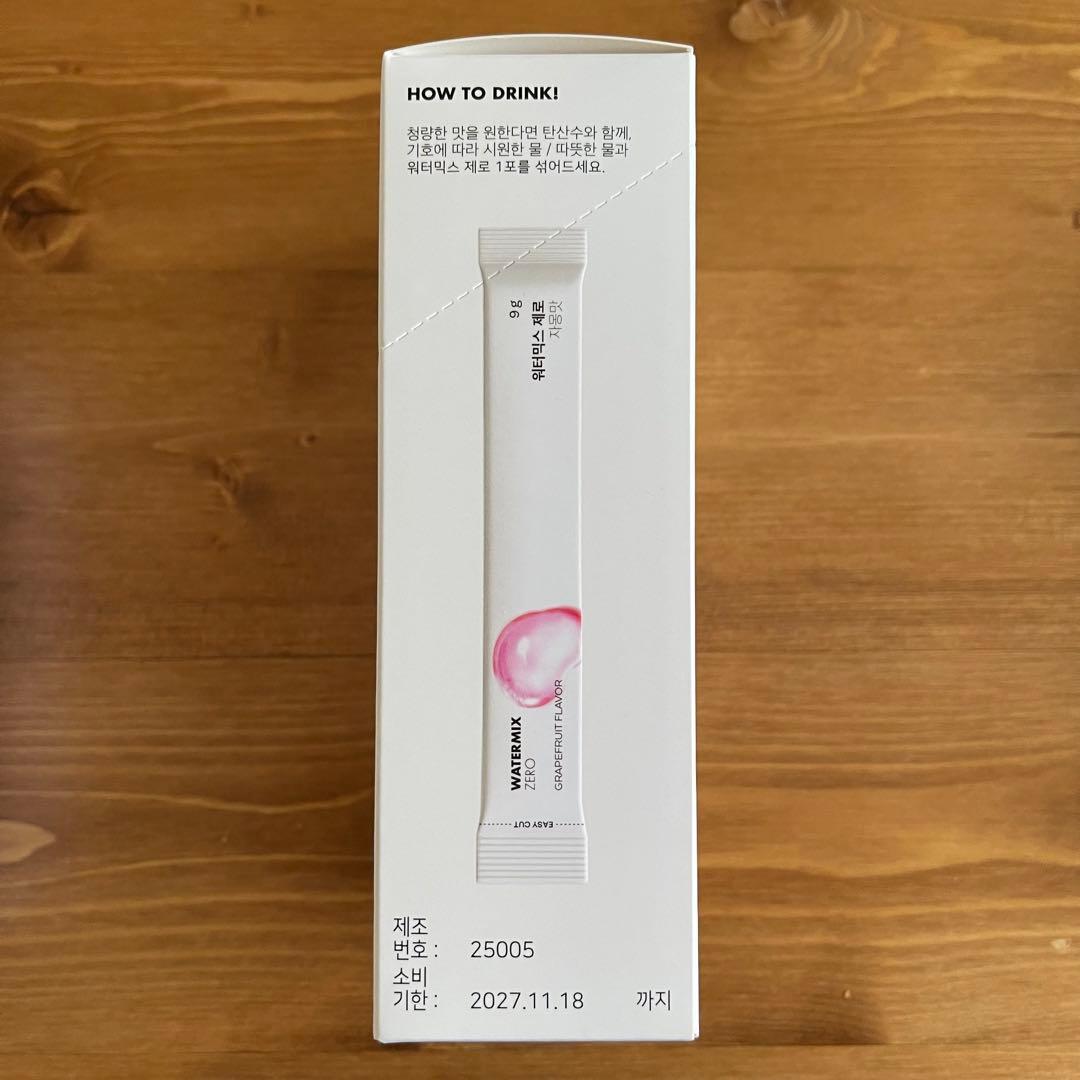 HOW TO DRINK!
청량한 맛을 원한다면 탄산수와 함께,
기호에 따라 시원한 물 / 따뜻한 물과
워터믹스 제로 1포를 섞어드세요.
9g
워터믹스 제로
자몽맛
WATERMIX
ZERO
GRAPEFRUIT FLAVOR
EASY CUT
제조
번호 : 25005
소비
기한 : 2027.11.18 까지